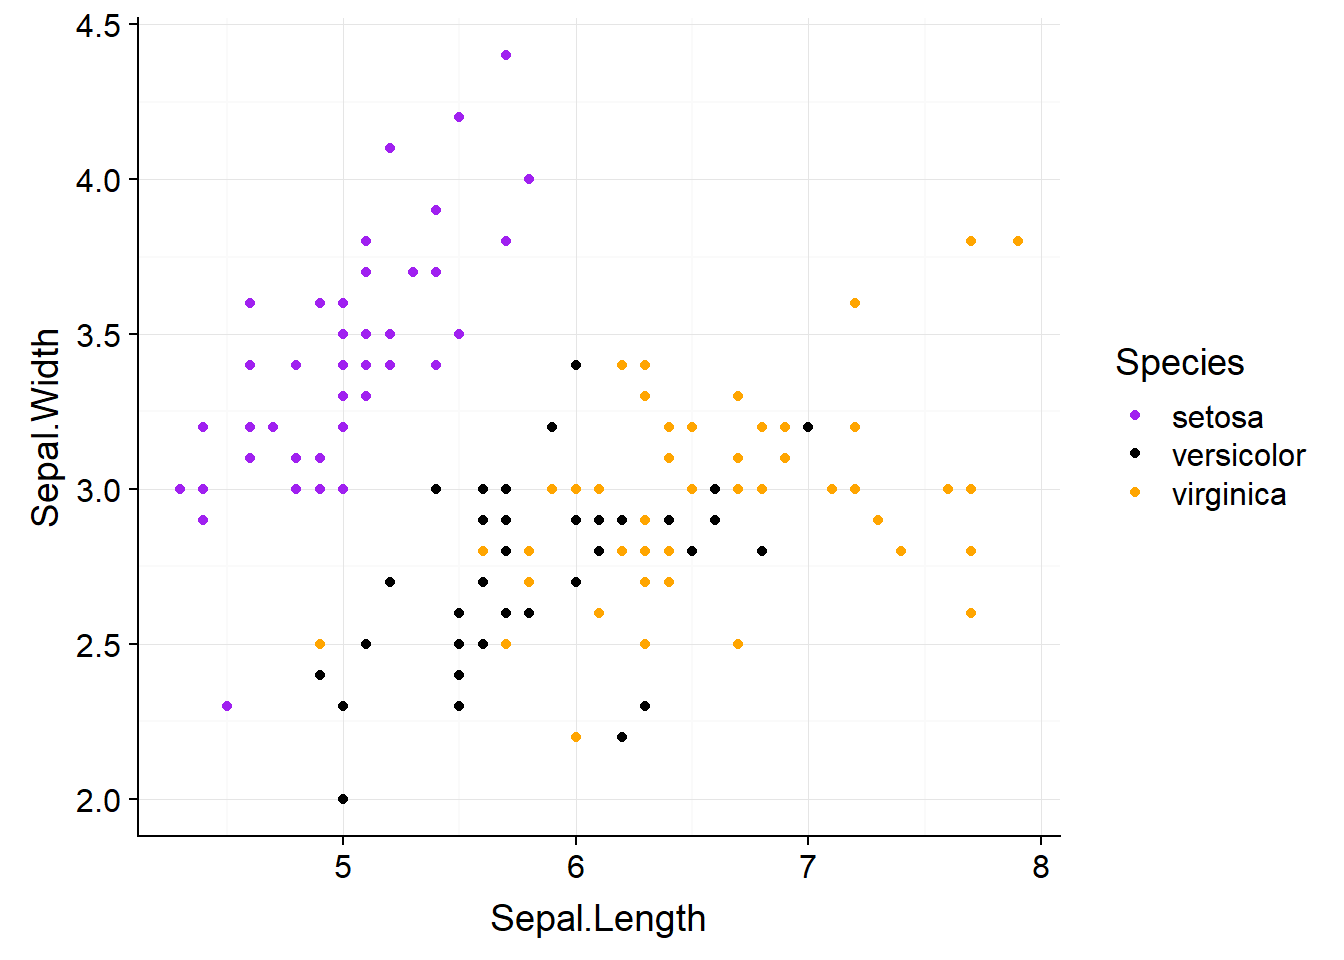 4.5
4.0
3.5
3.0
2.5
2.0
Sepal.Width
5 6 7 8
Sepal.Length
Species
setosa
versicolor
virginica